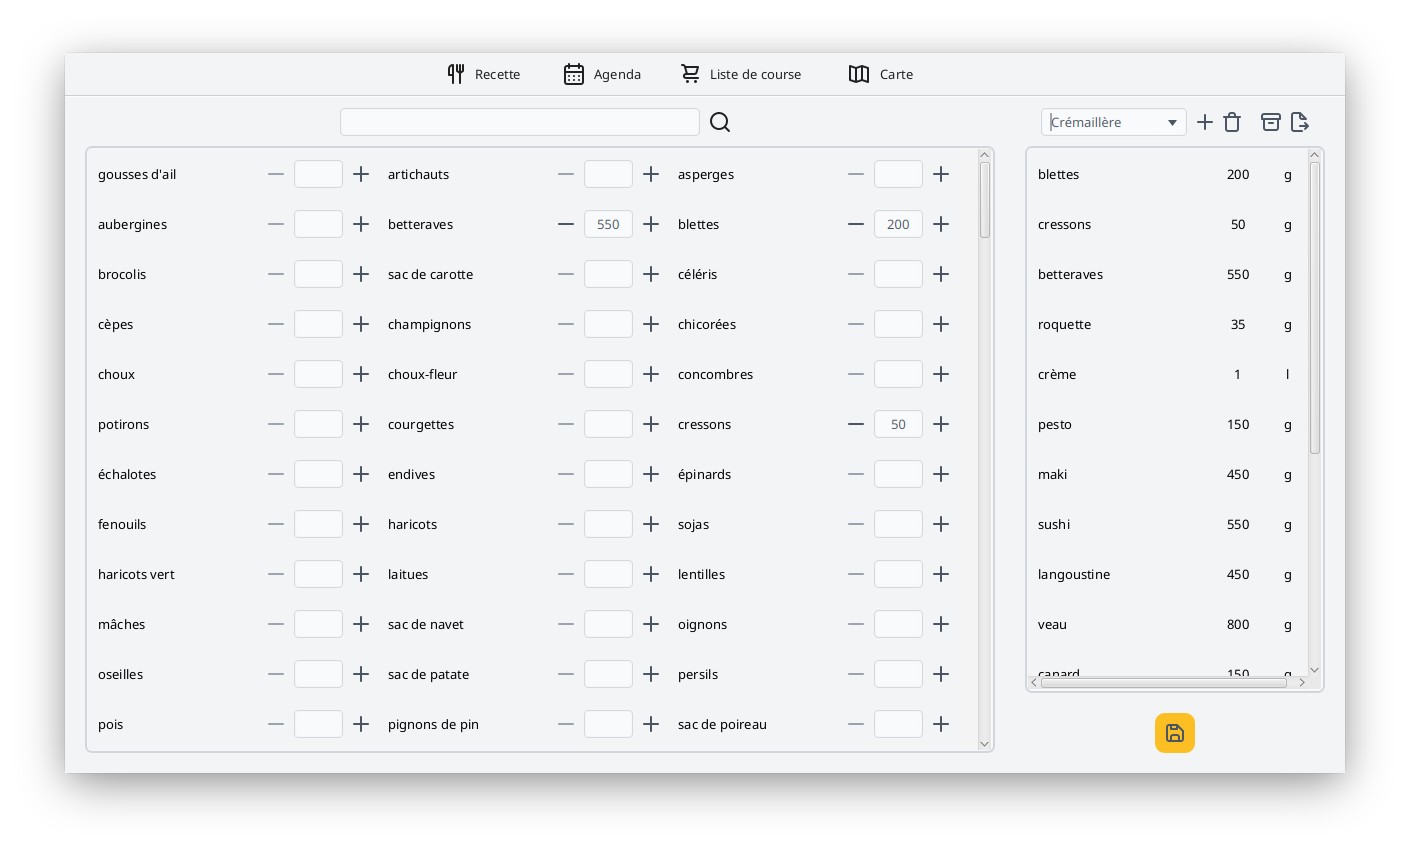 Recette Agenda Liste de course Carte
Crémaillère
gousses d'ail artichauts asperges
aubergines betteraves 550 blettes 200
brocolis sac de carotte céléris
cèpes champignons chicorées
choux choux-fleur concombres
potirons courgettes cressons 50
échalotes endives épinards
fenouils haricots sojas
haricots vert laitues lentilles
mâches sac de navet oignons
oseilles sac de patate persils
pois pignons de pin sac de poireau
blettes 200 g
cressons 50 g
betteraves 550 g
roquette 35 g
crème 1 l
pesto 150 g
maki 450 g
sushi 550 g
langoustine 450 g
veau 800 g
canard 150 g